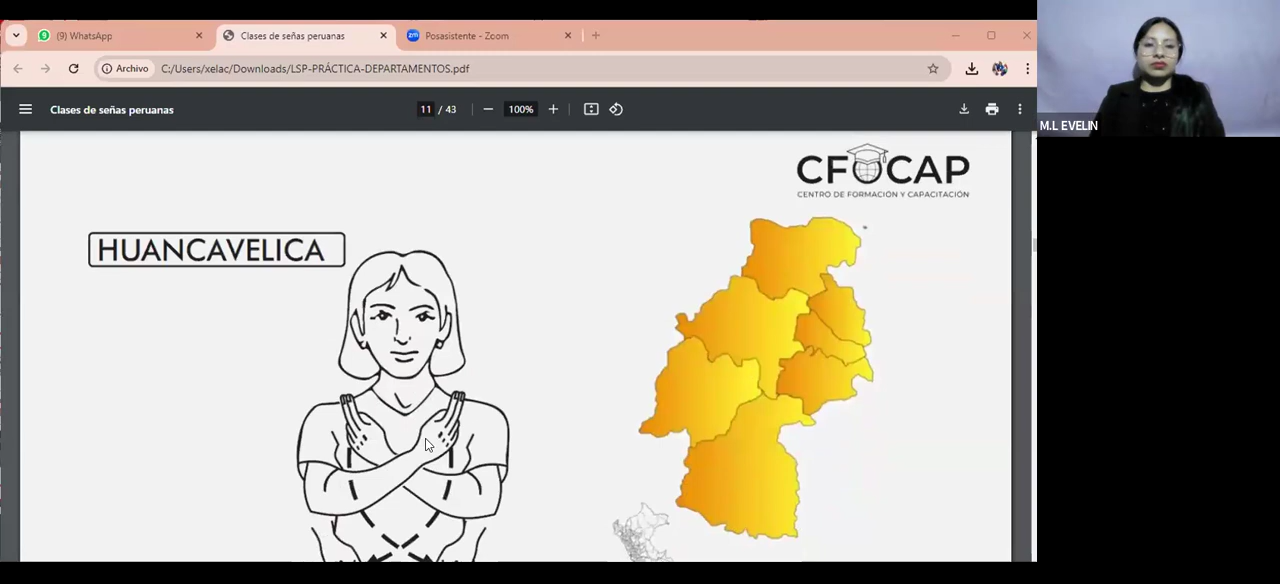 (9) WhatsApp
Clases de señas peruanas
Posasistente - Zoom
Archivo
C:/Users/xelac/Downloads/LSP-PRÁCTICA-DEPARTAMENTOS.pdf
Clases de señas peruanas
11 / 43
100%
M.L EVELIN
CFOCAP
CENTRO DE FORMACIÓN Y CAPACITACIÓN
HUANCAVELICA